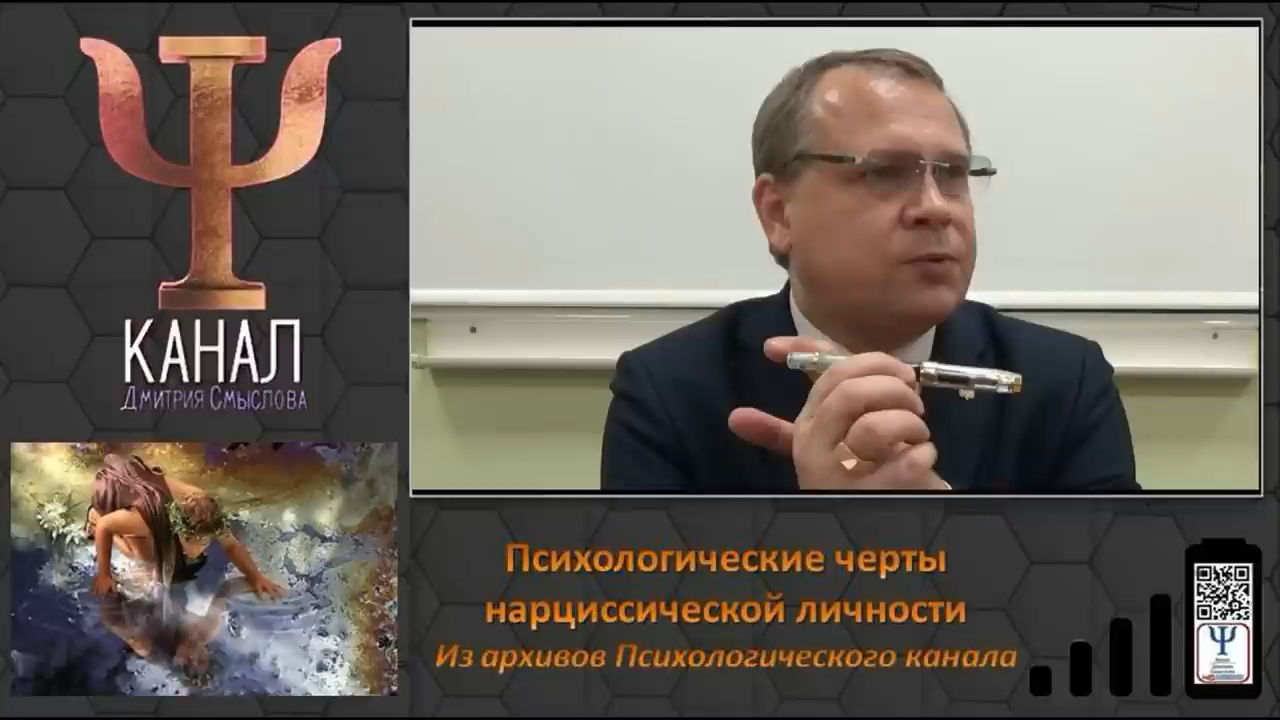 КАНАЛ
Дмитрия Смыслова
Психологические черты
нарциссической личности
Из архивов Психологического канала